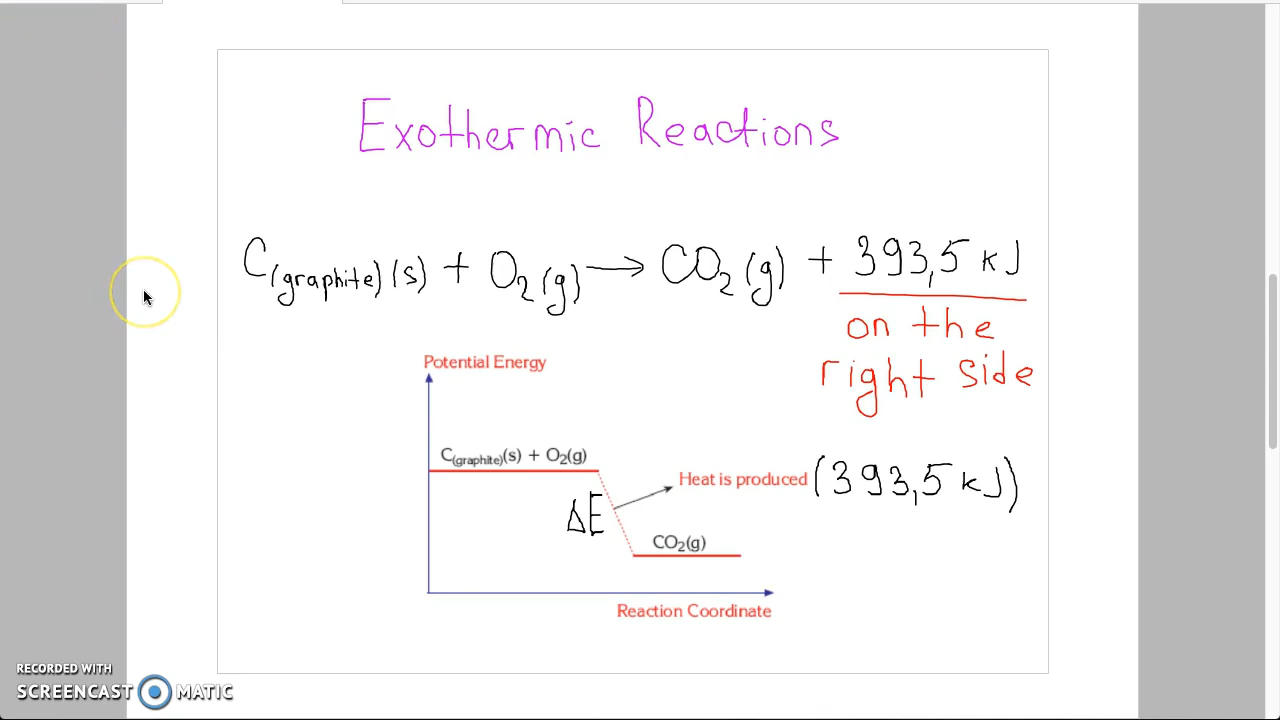 Exothermic Reactions
C(graphite)(s) + O₂(g) → CO₂(g) + 393,5 kJ
on the
right side
Potential Energy
C(graphite)(s) + O₂(g)
Heat is produced (393,5 kJ)
ΔE
CO₂(g)
Reaction Coordinate
RECORDED WITH
SCREENCAST MATIC